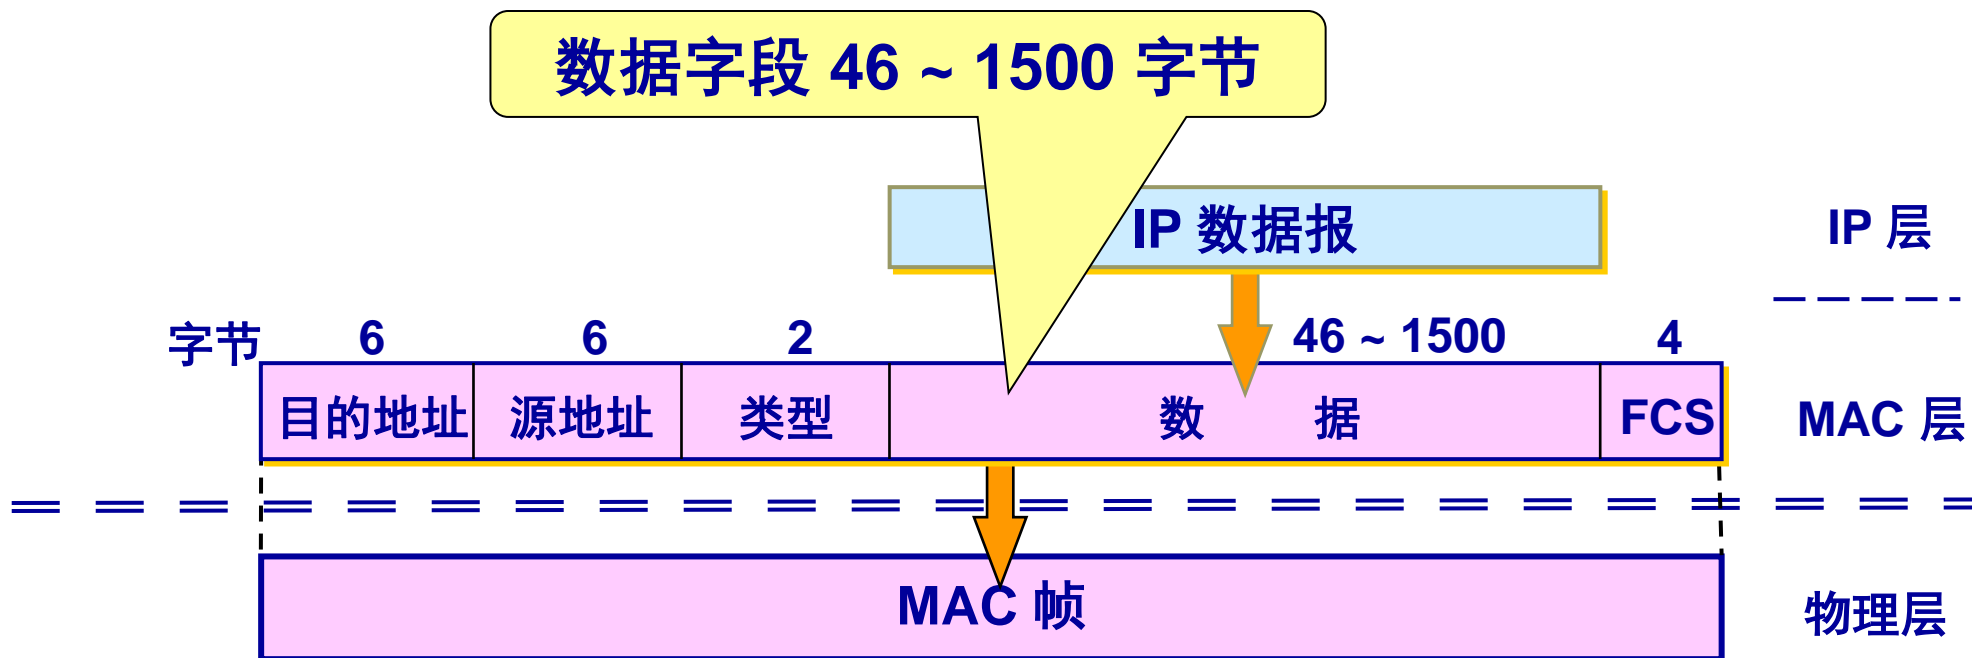 数据字段 46 ~ 1500 字节
IP 数据报
IP 层
字节 6 6 2 46 ~ 1500 4
目的地址 源地址 类型 数 据 FCS
MAC 层
MAC 帧
物理层